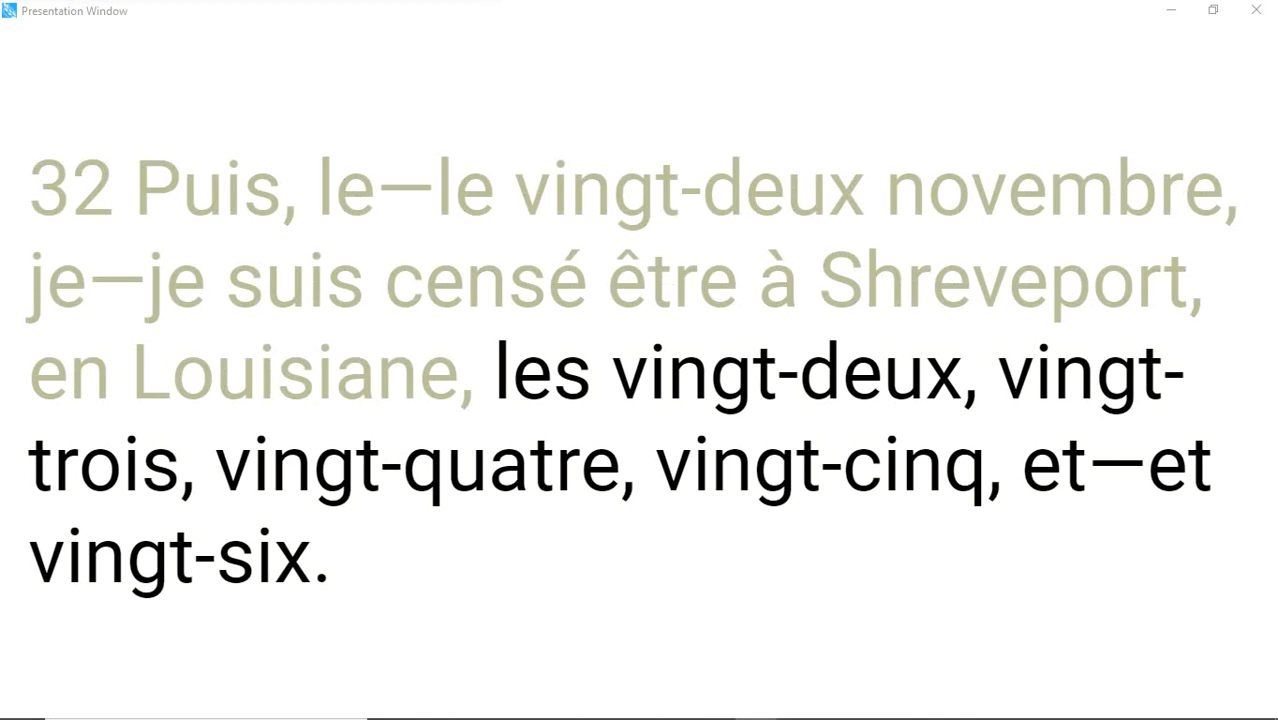 Presentation Window
32 Puis, le—le vingt-deux novembre,
je—je suis censé être à Shreveport,
en Louisiane, les vingt-deux, vingt-
trois, vingt-quatre, vingt-cinq, et—et
vingt-six.